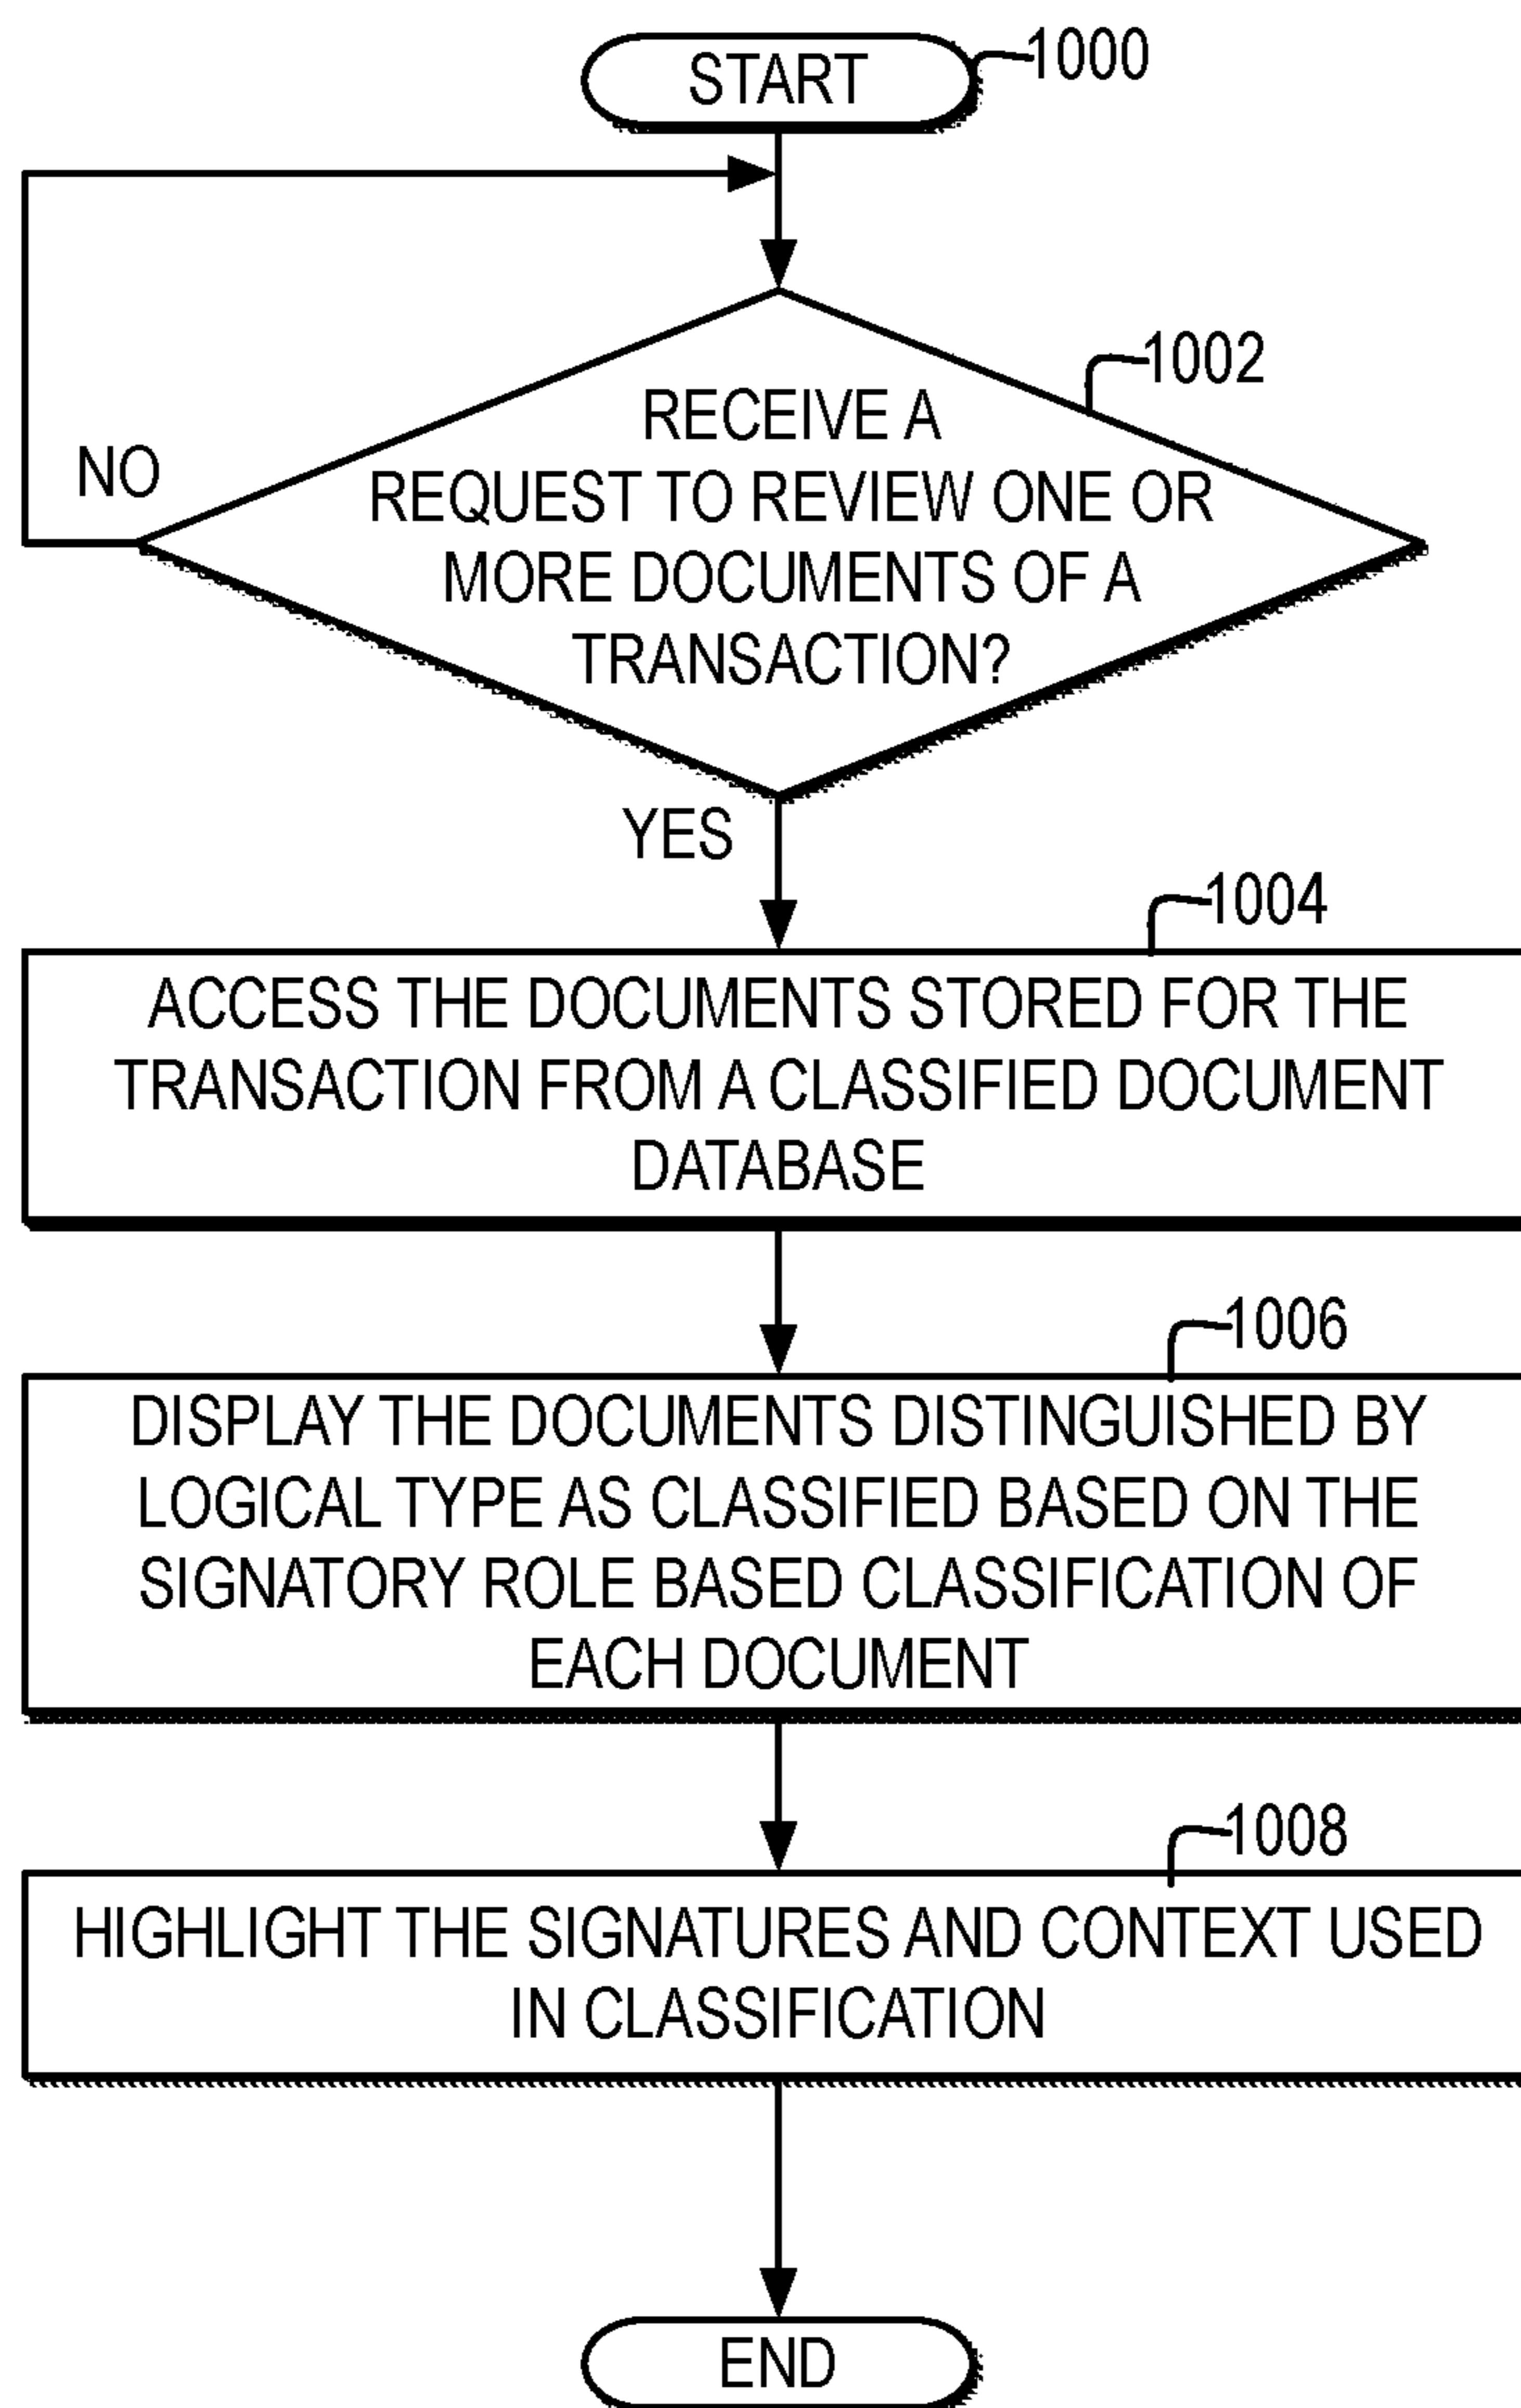 START
1000
1002
RECEIVE A
REQUEST TO REVIEW ONE OR
MORE DOCUMENTS OF A
TRANSACTION?
NO
YES
1004
ACCESS THE DOCUMENTS STORED FOR THE
TRANSACTION FROM A CLASSIFIED DOCUMENT
DATABASE
1006
DISPLAY THE DOCUMENTS DISTINGUISHED BY
LOGICAL TYPE AS CLASSIFIED BASED ON THE
SIGNATORY ROLE BASED CLASSIFICATION OF
EACH DOCUMENT
1008
HIGHLIGHT THE SIGNATURES AND CONTEXT USED
IN CLASSIFICATION
END